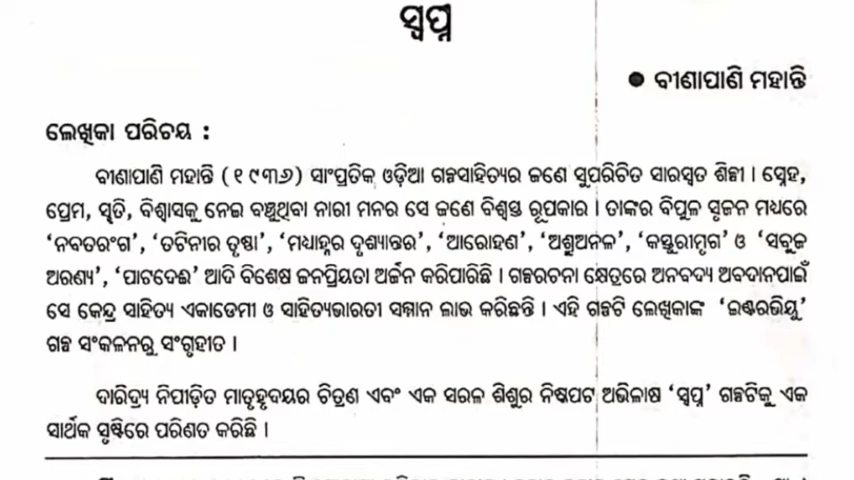 ସ୍ୱପ୍ନ
● ବୀଣାପାଣି ମହାନ୍ତି
ଲେଖିକା ପରିଚୟ :
ବୀଣାପାଣି ମହାନ୍ତି (୧୯୩୬) ସାଂପ୍ରତିକ ଓଡ଼ିଆ ଗଳ୍ପସାହିତ୍ୟର ଜଣେ ସୁପରିଚିତ ସାରସ୍ୱତ ଶିଳ୍ପୀ । ସ୍ନେହ,
ପ୍ରେମ, ସ୍ମୃତି, ବିଶ୍ୱାସକୁ ନେଇ ବଞ୍ଚୁଥିବା ନାରୀ ମନର ସେ ଜଣେ ବିଶ୍ୱସ୍ତ ରୂପକାର । ତାଙ୍କର ବିପୁଳ ସୃଜନ ମଧ୍ୟରେ
‘ନବତରଂଗ’, ‘ତଟିନୀର ତୃଷ୍ଣା’, ‘ମଧ୍ୟାହ୍ନର ଦୃଶ୍ୟାନ୍ତର’, ‘ଆରୋହଣ’, ‘ଅଶ୍ରୁଅନଳ’, ‘କସ୍ତୁରୀମୃଗ’ ଓ ‘ସବୁଜ
ଅରଣ୍ୟ’, ‘ପାଟଦେଈ’ ଆଦି ବିଶେଷ ଜନପ୍ରିୟତା ଅର୍ଜନ କରିପାରିଛି । ଗଳ୍ପରଚନା କ୍ଷେତ୍ରରେ ଅନବଦ୍ୟ ଅବଦାନପାଇଁ
ସେ କେନ୍ଦ୍ର ସାହିତ୍ୟ ଏକାଡେମୀ ଓ ସାହିତ୍ୟଭାରତୀ ସମ୍ମାନ ଲାଭ କରିଛନ୍ତି । ଏହି ଗଳ୍ପଟି ଲେଖିକାଙ୍କ ‘ଇଣ୍ଟରଭିୟୁ’
ଗଳ୍ପ ସଂକଳନରୁ ସଂଗୃହୀତ ।
ଦାରିଦ୍ର୍ୟ ନିପୀଡ଼ିତ ମାତୃହୃଦୟର ଚିତ୍ରଣ ଏବଂ ଏକ ସରଳ ଶିଶୁର ନିଷ୍କପଟ ଅଭିଳାଷ ‘ସ୍ୱପ୍ନ’ ଗଳ୍ପଟିକୁ ଏକ
ସାର୍ଥକ ସୃଷ୍ଟିରେ ପରିଣତ କରିଛି ।